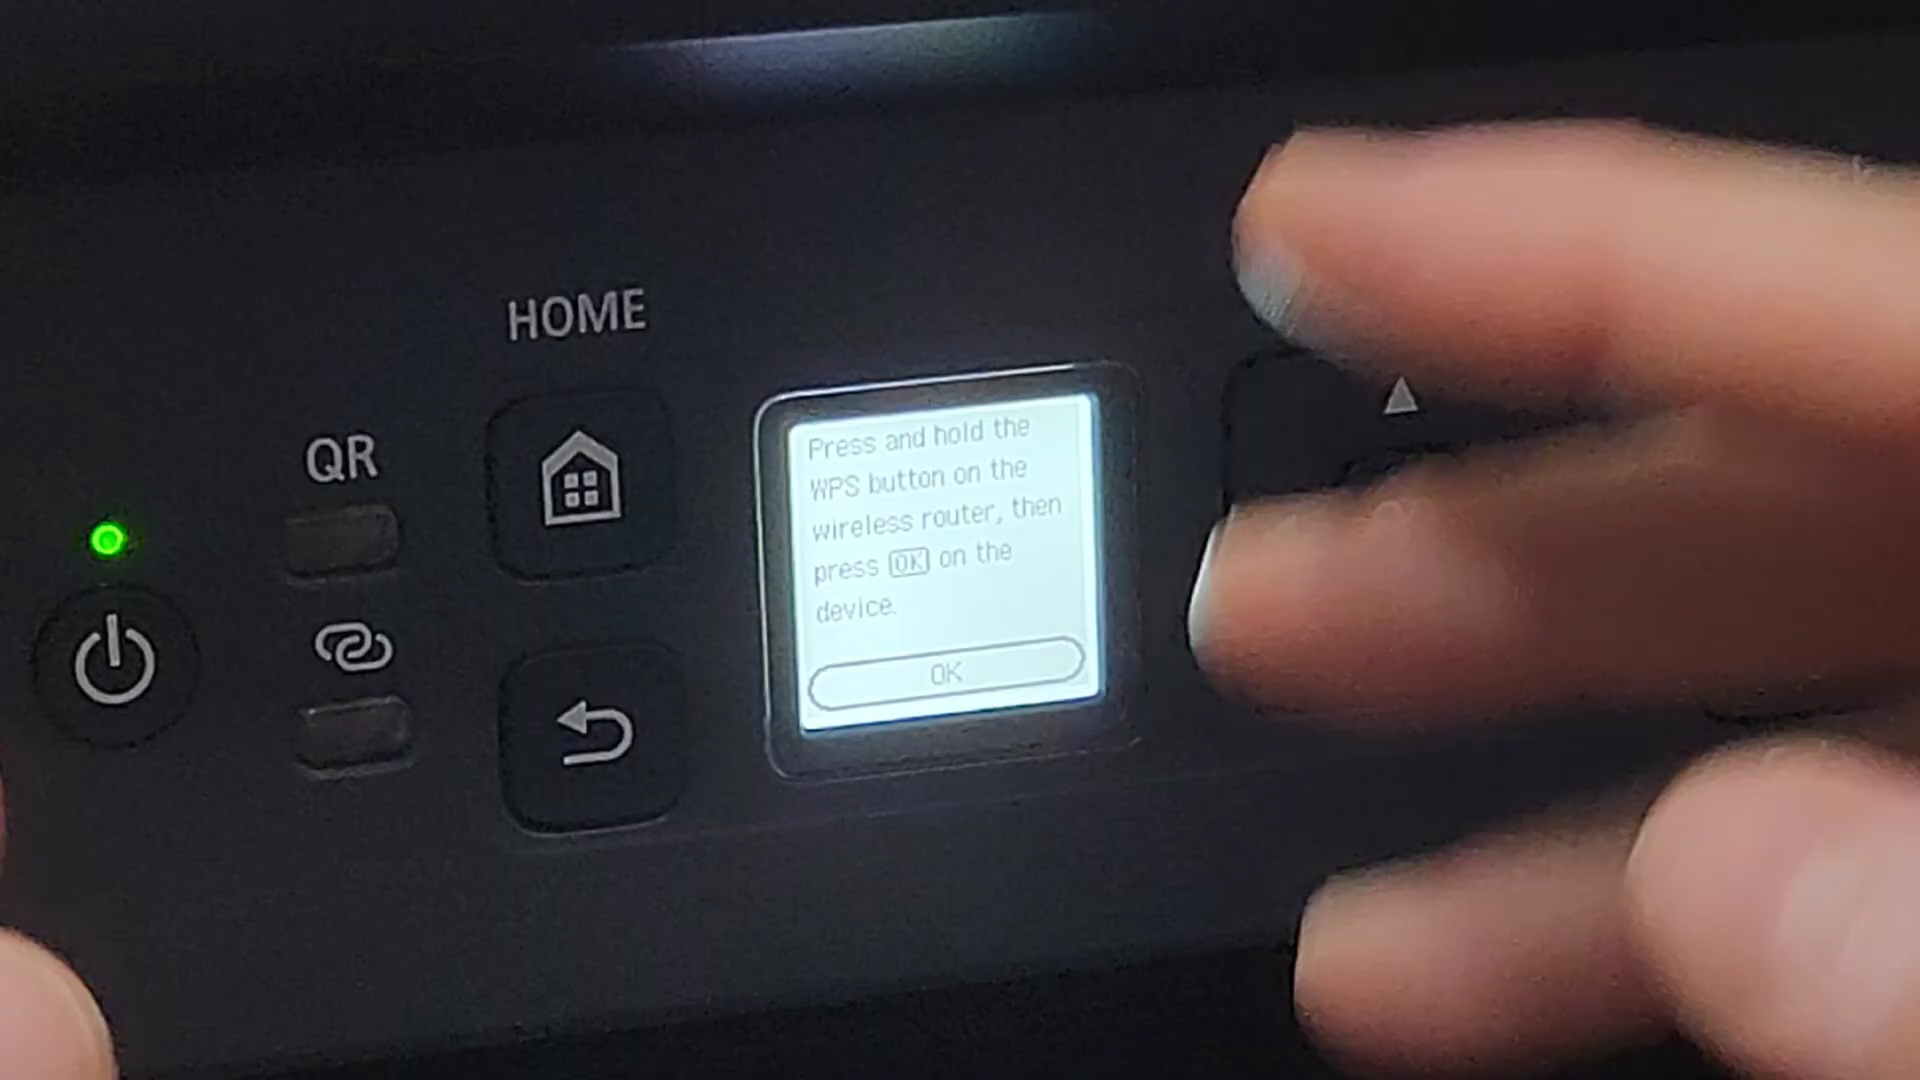 HOME
QR
Press and hold the
WPS button on the
wireless router, then
press OK on the
device.
OK